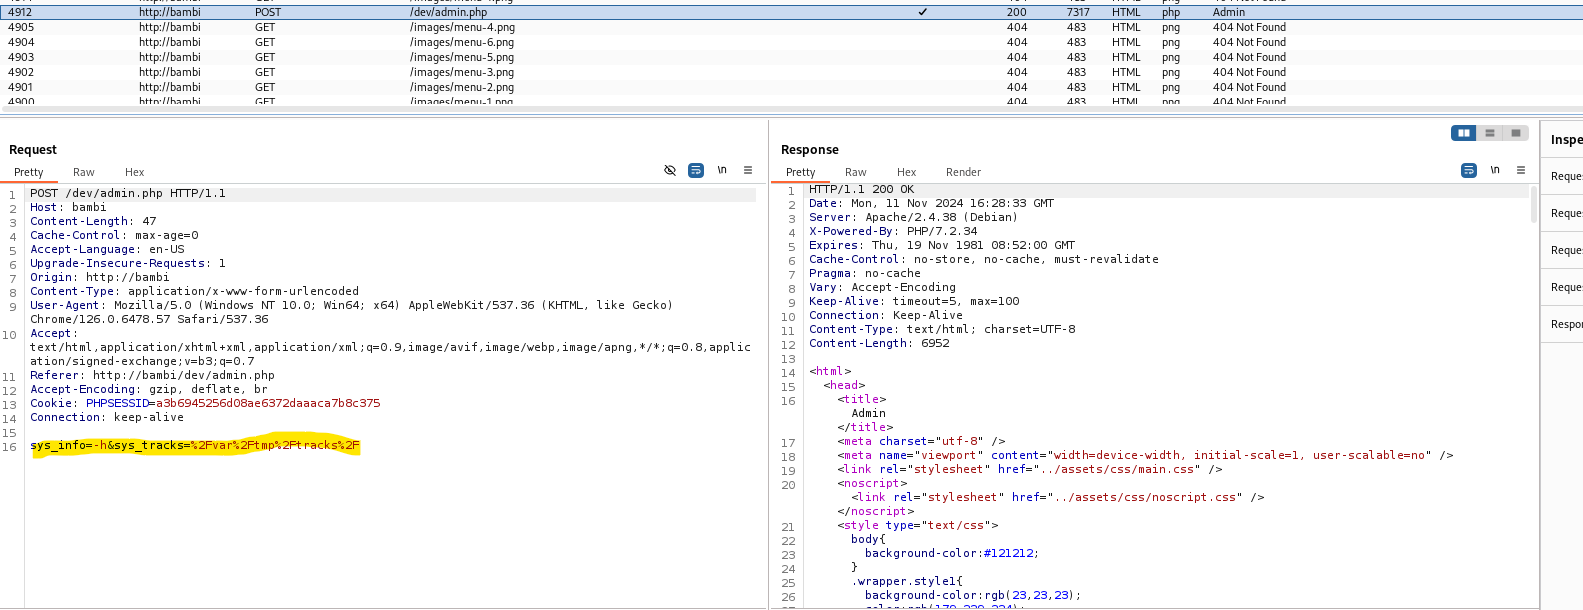 4912 http://bambi POST /dev/admin.php ✓ 200 7317 HTML php Admin
4905 http://bambi GET /images/menu-4.png 404 483 HTML png 404 Not Found
4904 http://bambi GET /images/menu-6.png 404 483 HTML png 404 Not Found
4903 http://bambi GET /images/menu-5.png 404 483 HTML png 404 Not Found
4902 http://bambi GET /images/menu-3.png 404 483 HTML png 404 Not Found
4901 http://bambi GET /images/menu-2.png 404 483 HTML png 404 Not Found
4900 http://bambi GET /images/menu-1.png 404 483 HTML png 404 Not Found
Request
Pretty Raw Hex \n
1 POST /dev/admin.php HTTP/1.1
2 Host: bambi
3 Content-Length: 47
4 Cache-Control: max-age=0
5 Accept-Language: en-US
6 Upgrade-Insecure-Requests: 1
7 Origin: http://bambi
8 Content-Type: application/x-www-form-urlencoded
9 User-Agent: Mozilla/5.0 (Windows NT 10.0; Win64; x64) AppleWebKit/537.36 (KHTML, like Gecko)
Chrome/126.0.6478.57 Safari/537.36
10 Accept:
text/html,application/xhtml+xml,application/xml;q=0.9,image/avif,image/webp,image/apng,*/*;q=0.8,applic
ation/signed-exchange;v=b3;q=0.7
11 Referer: http://bambi/dev/admin.php
12 Accept-Encoding: gzip, deflate, br
13 Cookie: PHPSESSID=a3b6945256d08ae6372daaaca7b8c375
14 Connection: keep-alive
15
16 sys_info=-h&sys_tracks=%2Fvar%2Ftmp%2Ftracks%2F
Response
Pretty Raw Hex Render \n
1 HTTP/1.1 200 OK
2 Date: Mon, 11 Nov 2024 16:28:33 GMT
3 Server: Apache/2.4.38 (Debian)
4 X-Powered-By: PHP/7.2.34
5 Expires: Thu, 19 Nov 1981 08:52:00 GMT
6 Cache-Control: no-store, no-cache, must-revalidate
7 Pragma: no-cache
8 Vary: Accept-Encoding
9 Keep-Alive: timeout=5, max=100
10 Connection: Keep-Alive
11 Content-Type: text/html; charset=UTF-8
12 Content-Length: 6952
13
14 <html>
15 <head>
16 <title>
Admin
</title>
17 <meta charset="utf-8" />
18 <meta name="viewport" content="width=device-width, initial-scale=1, user-scalable=no" />
19 <link rel="stylesheet" href="../assets/css/main.css" />
20 <noscript>
<link rel="stylesheet" href="../assets/css/noscript.css" />
</noscript>
21 <style type="text/css">
22 body{
23 background-color:#121212;
24 }
25 .wrapper.style1{
26 background-color:rgb(23,23,23);
Inspe
Reque
Reque
Reque
Reque
Respo